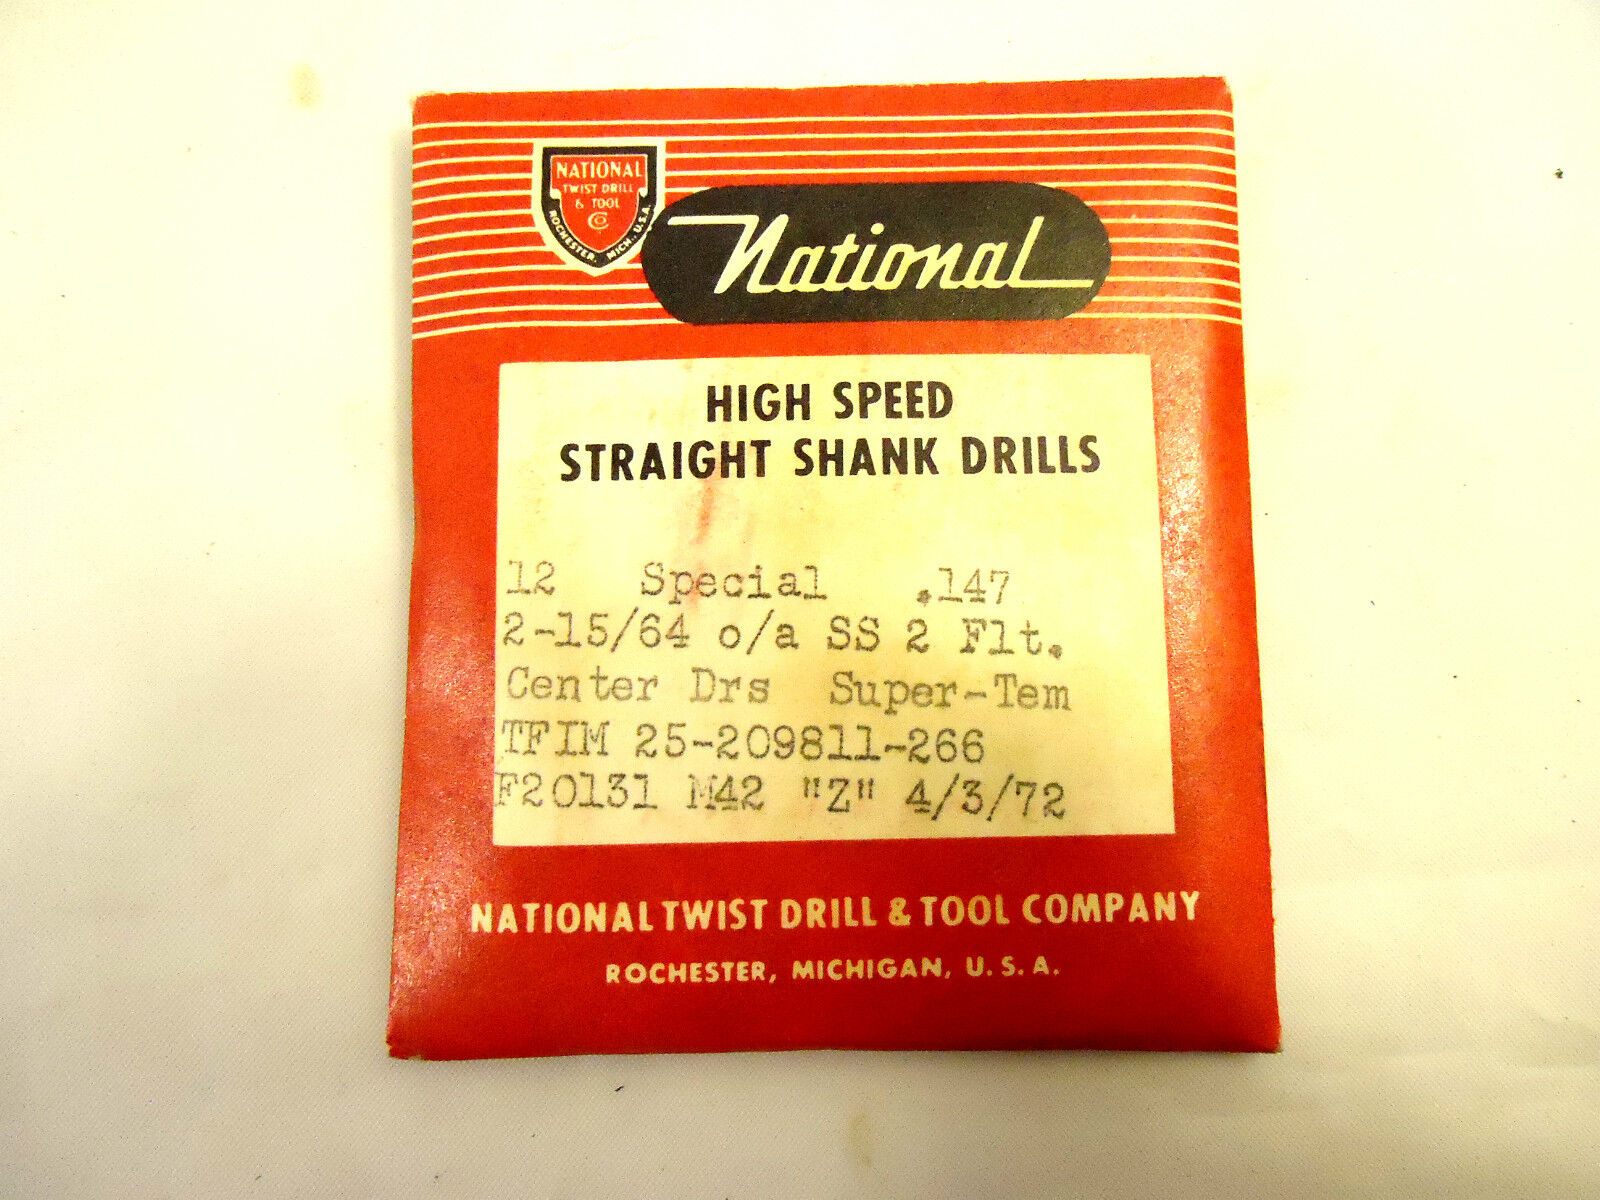 NATIONAL
TWIST DRILL
& TOOL
CO
ROCHESTER, MICH., U.S.A.
National
HIGH SPEED
STRAIGHT SHANK DRILLS
12 Special .147
2-15/64 o/a SS 2 Flt.
Center Drs Super-Tem
TFIM 25-209811-266
F20131 M42 "Z" 4/3/72
NATIONAL TWIST DRILL & TOOL COMPANY
ROCHESTER, MICHIGAN, U. S. A.